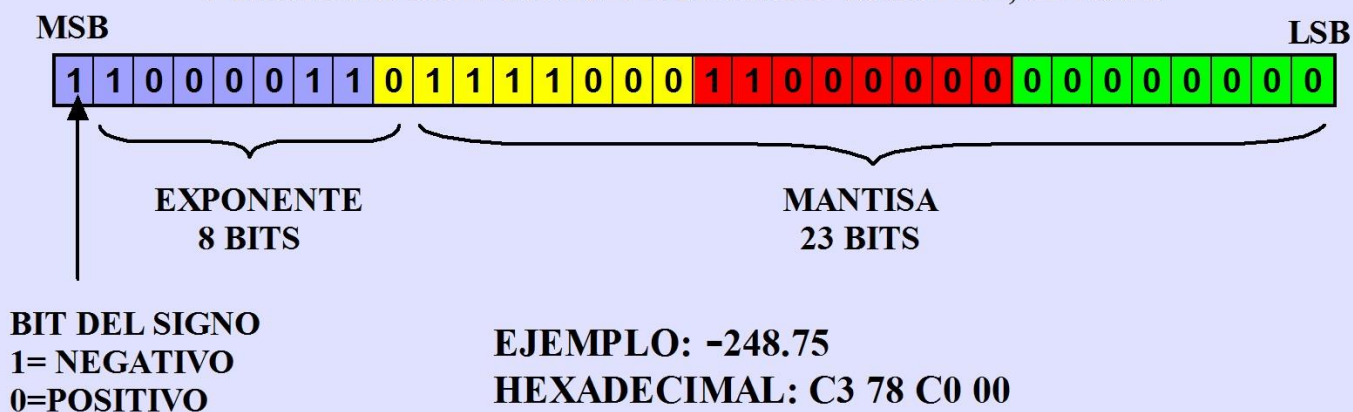 MSB
LSB
1 1 0 0 0 0 1 1 0 1 1 1 1 0 0 0 1 1 0 0 0 0 0 0 0 0 0 0 0 0 0 0
EXPONENTE
8 BITS
MANTISA
23 BITS
BIT DEL SIGNO
1= NEGATIVO
0=POSITIVO
EJEMPLO: -248.75
HEXADECIMAL: C3 78 C0 00